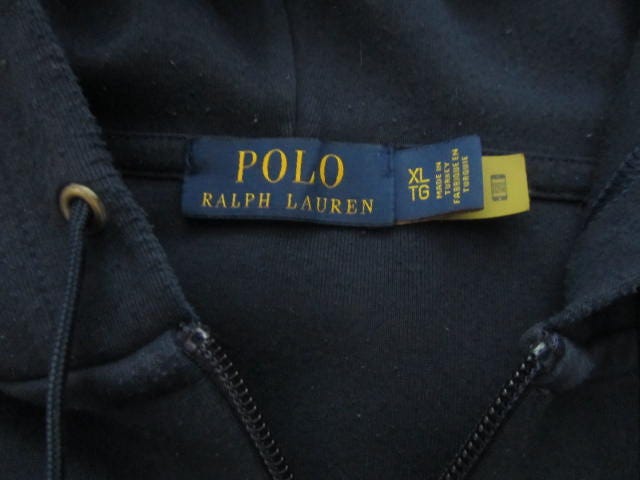 POLO
RALPH LAUREN
XL
TG
MADE IN
TURKEY
FABRIQUE EN
TURQUIE